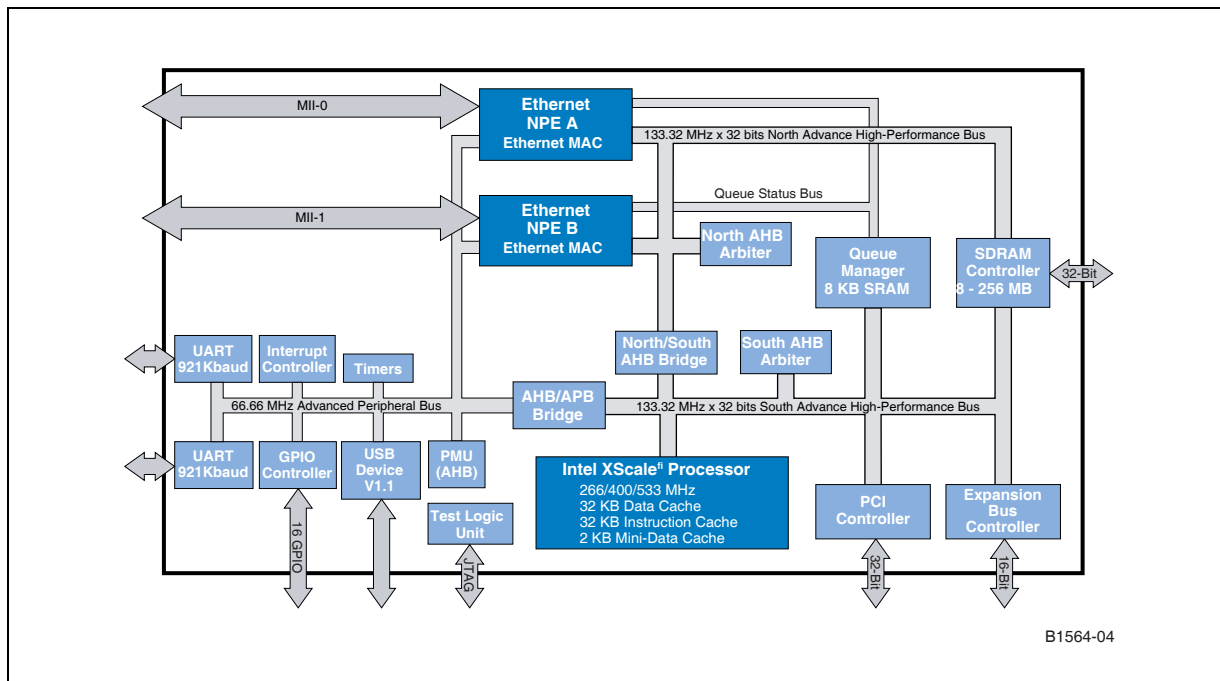 Ethernet
NPE A
Ethernet MAC
MII-0
133.32 MHz x 32 bits North Advance High-Performance Bus
Queue Status Bus
Ethernet
NPE B
Ethernet MAC
MII-1
North AHB
Arbiter
Queue
Manager
8 KB SRAM
SDRAM
Controller
8 - 256 MB
32-Bit
UART
921Kbaud
Interrupt
Controller
Timers
North/South
AHB Bridge
South AHB
Arbiter
66.66 MHz Advanced Peripheral Bus
AHB/APB
Bridge
133.32 MHz x 32 bits South Advance High-Performance Bus
UART
921Kbaud
GPIO
Controller
USB
Device
V1.1
PMU
(AHB)
Intel XScaleﬁ Processor
266/400/533 MHz
32 KB Data Cache
32 KB Instruction Cache
2 KB Mini-Data Cache
Test Logic
Unit
PCI
Controller
Expansion
Bus
Controller
16 GPIO
JTAG
32-Bit
16-Bit
B1564-04